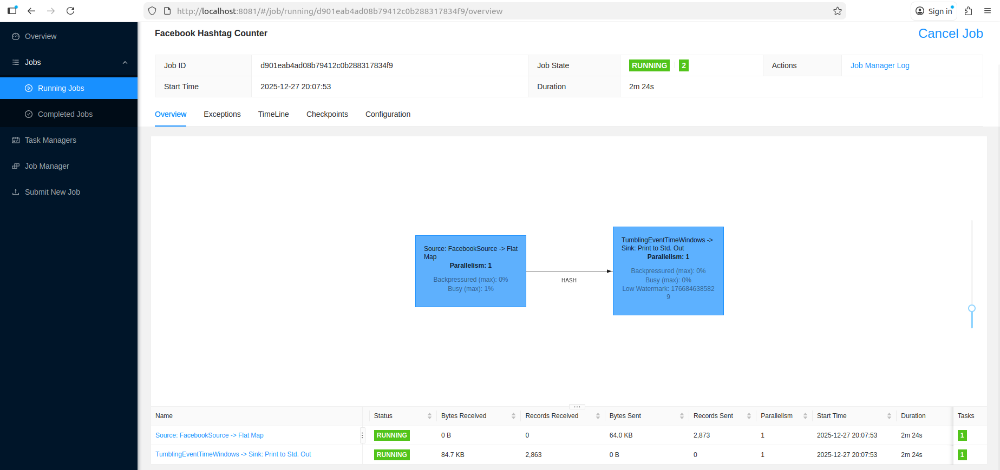 http://localhost:8081/#/job/running/d901eab4ad08b79412c0b288317834f9/overview
Sign in
Overview
Jobs
Running Jobs
Completed Jobs
Task Managers
Job Manager
Submit New Job
Facebook Hashtag Counter
Cancel Job
Job ID d901eab4ad08b79412c0b288317834f9 Job State RUNNING 2 Actions Job Manager Log
Start Time 2025-12-27 20:07:53 Duration 2m 24s
Overview Exceptions TimeLine Checkpoints Configuration
Source: FacebookSource -> Flat
Map
Parallelism: 1
Backpressured (max): 0%
Busy (max): 1%
HASH
TumblingEventTimeWindows ->
Sink: Print to Std. Out
Parallelism: 1
Backpressured (max): 0%
Busy (max): 0%
Low Watermark: 176684638582
9
Name Status Bytes Received Records Received Bytes Sent Records Sent Parallelism Start Time Duration Tasks
Source: FacebookSource -> Flat Map RUNNING 0 B 0 64.0 KB 2,873 1 2025-12-27 20:07:53 2m 24s 1
TumblingEventTimeWindows -> Sink: Print to Std. Out RUNNING 84.7 KB 2,863 0 B 0 1 2025-12-27 20:07:53 2m 24s 1